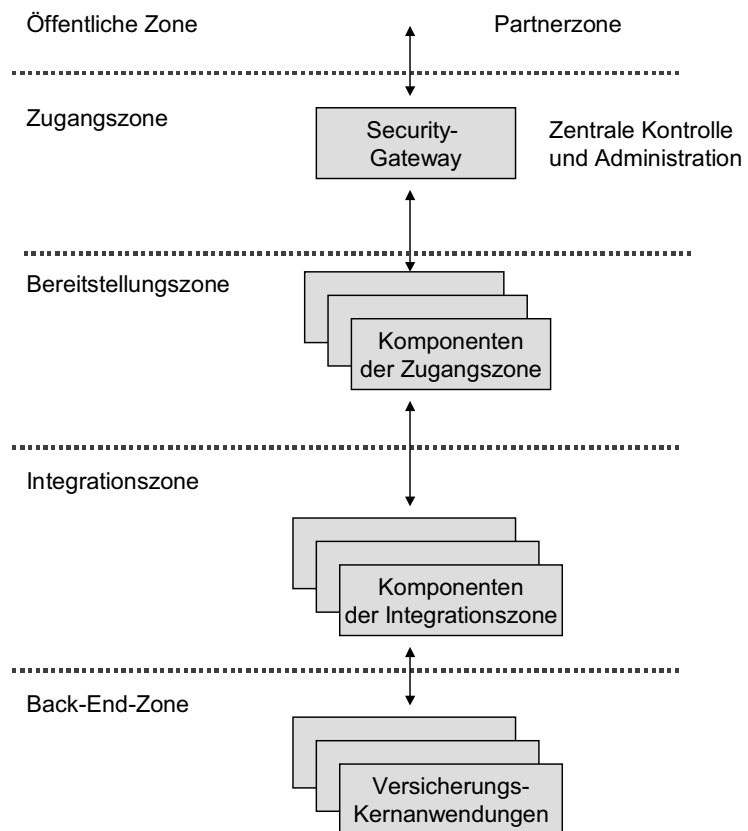 Öffentliche Zone
Partnerzone
Zugangszone
Security-
Gateway
Zentrale Kontrolle
und Administration
Bereitstellungszone
Komponenten
der Zugangszone
Integrationszone
Komponenten
der Integrationszone
Back-End-Zone
Versicherungs-
Kernanwendungen